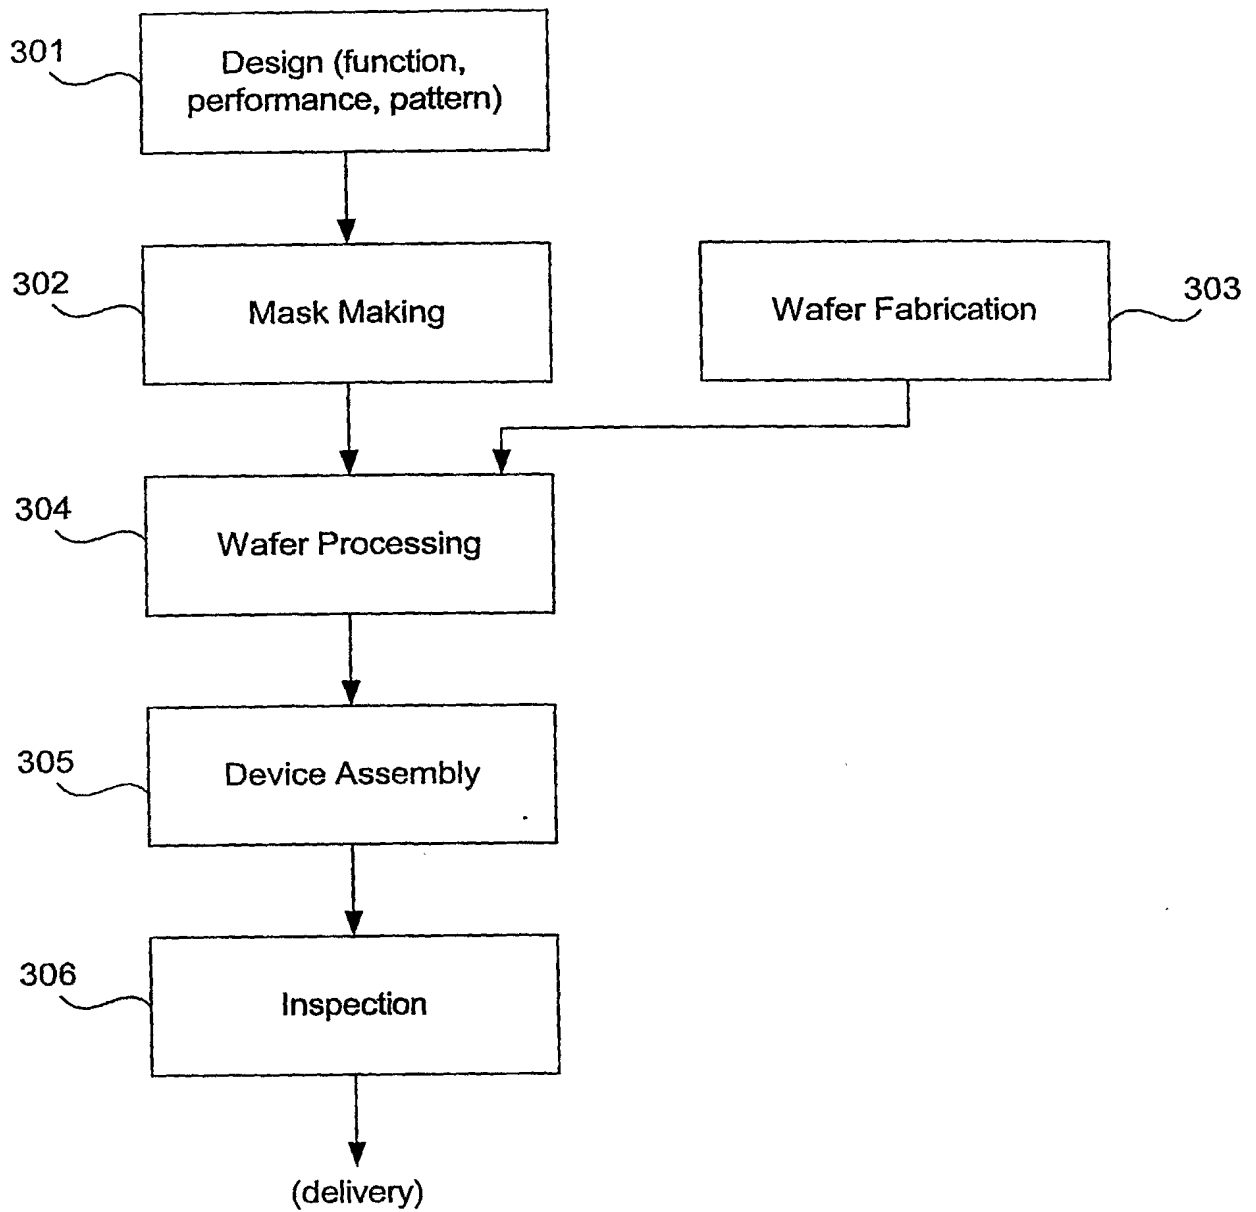 301
Design (function,
performance, pattern)
302
Mask Making
Wafer Fabrication
303
304
Wafer Processing
305
Device Assembly
306
Inspection
(delivery)